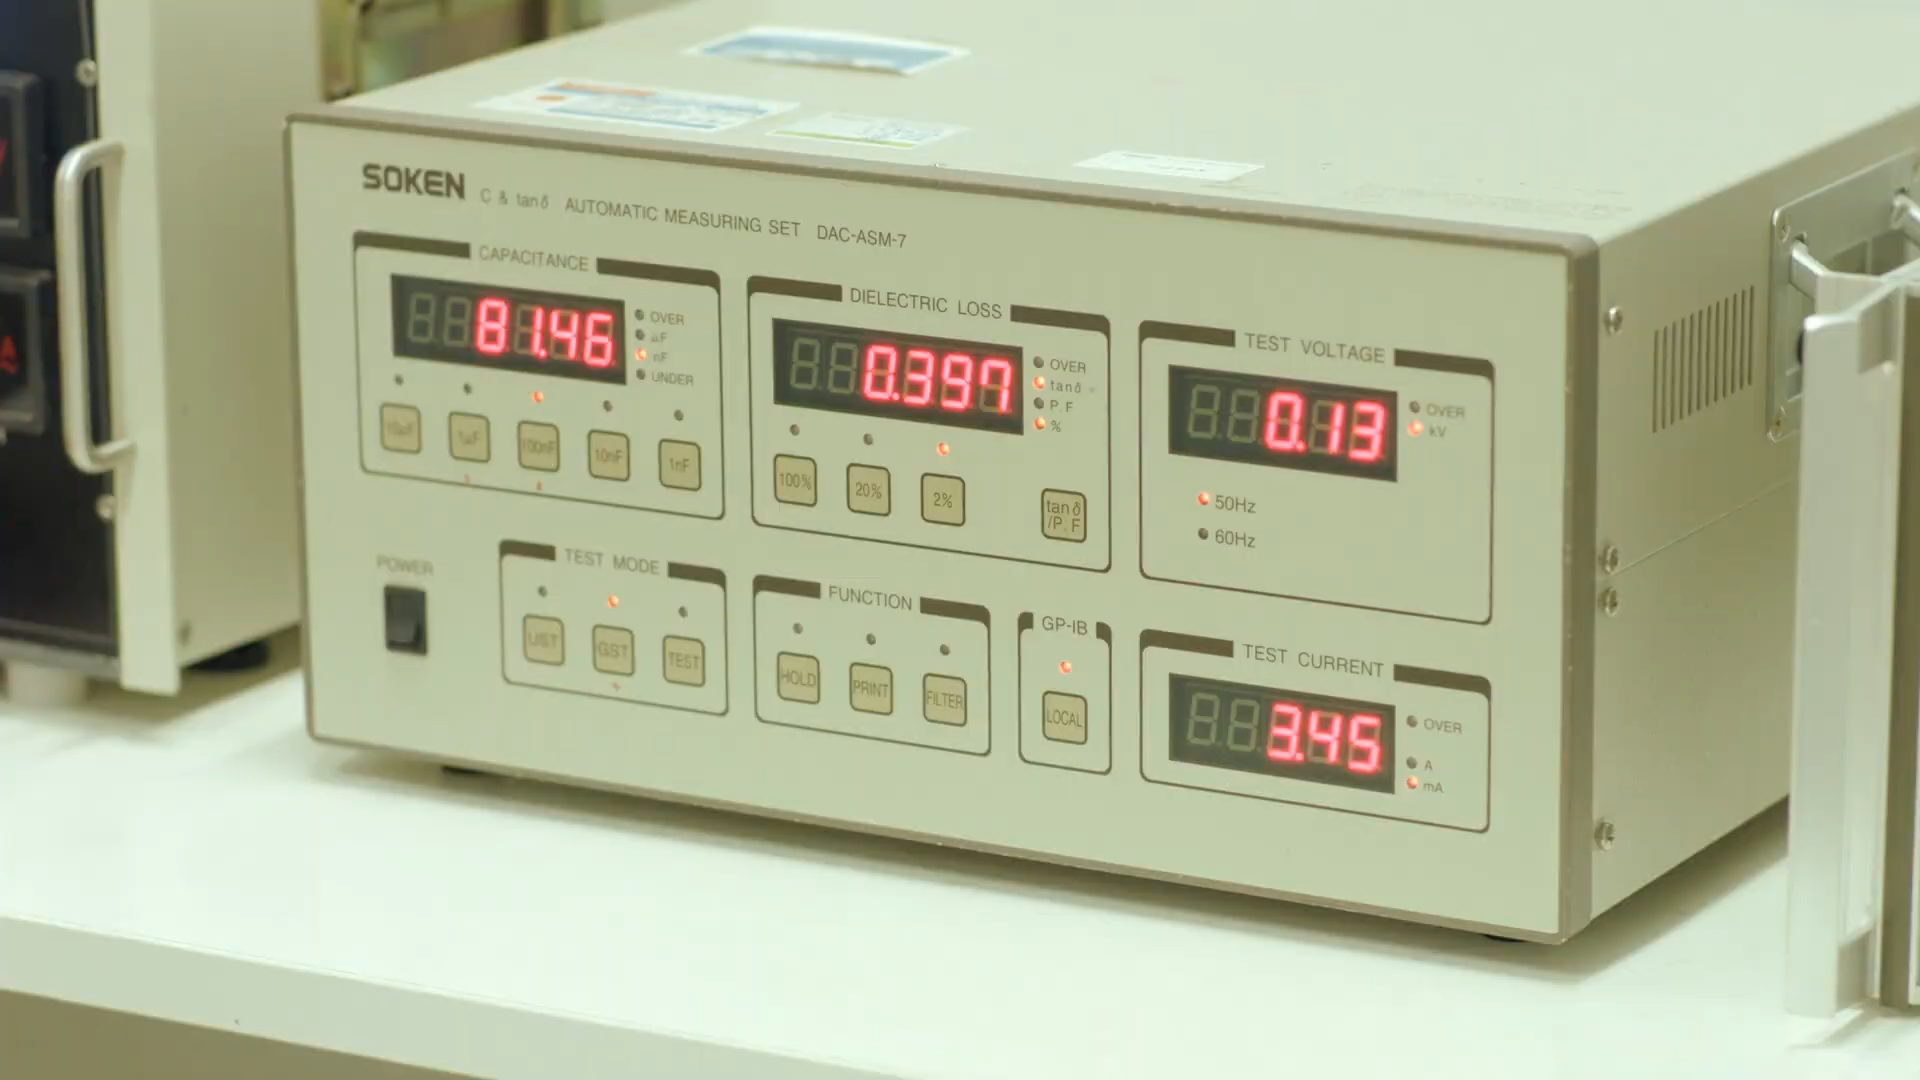 SOKEN C & tanδ AUTOMATIC MEASURING SET DAC-ASM-7
CAPACITANCE
81.46
OVER
μF
nF
UNDER
10μF 1μF 100nF 10nF 1nF
DIELECTRIC LOSS
0.397
OVER
tanδ
P.F
%
100% 20% 2% tanδ /P.F
TEST VOLTAGE
0.13
OVER
kV
50Hz
60Hz
POWER
TEST MODE
UST GST TEST
FUNCTION
HOLD PRINT FILTER
GP-IB
LOCAL
TEST CURRENT
3.45
OVER
A
mA